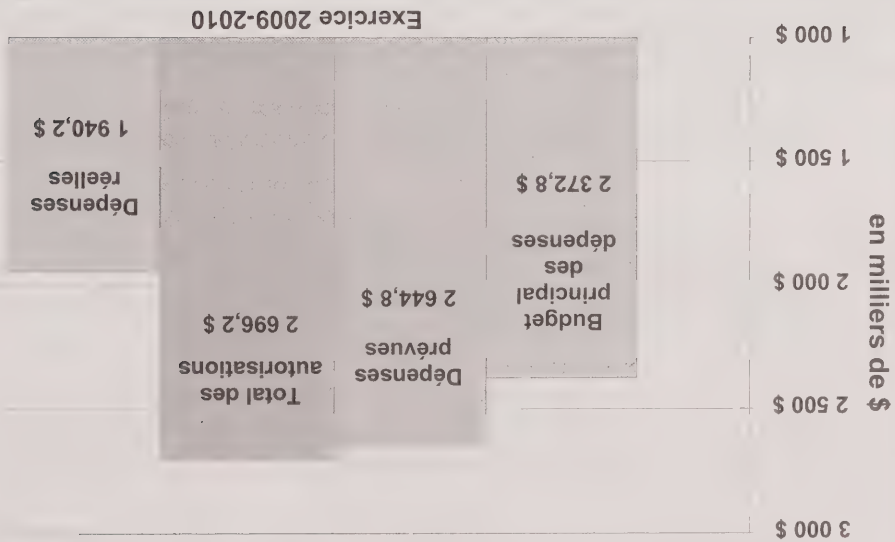 en milliers de $
3 000 $
2 500 $
2 000 $
1 500 $
1 000 $
Budget
principal
des
dépenses
2 372,8 $
Dépenses
prévues
2 644,8 $
Total des
autorisations
2 696,2 $
Dépenses
réelles
1 940,2 $
Exercice 2009-2010